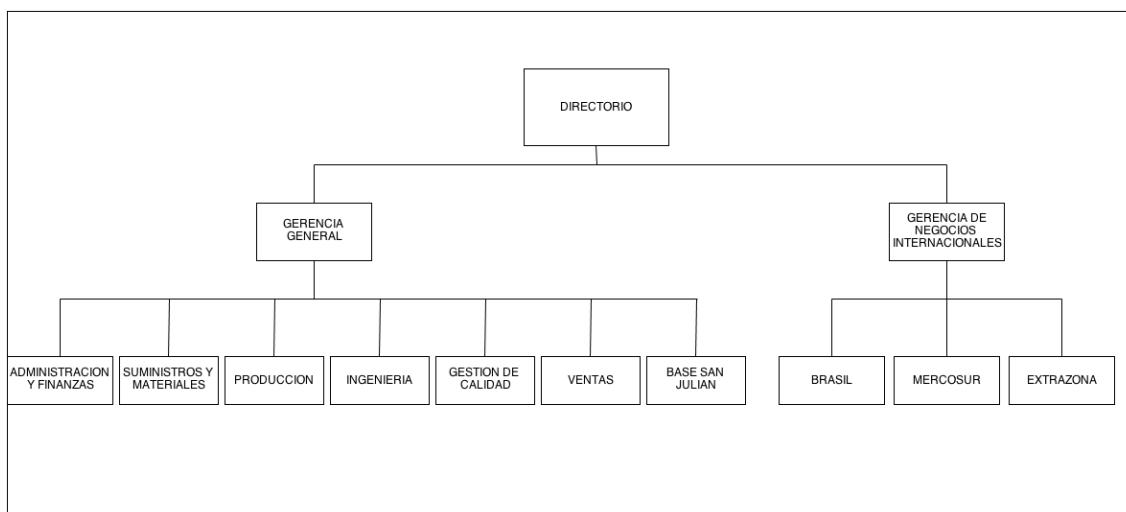 DIRECTORIO
GERENCIA
GENERAL
GERENCIA DE
NEGOCIOS
INTERNACIONALES
ADMINISTRACION
Y FINANZAS
SUMINISTROS Y
MATERIALES
PRODUCCION
INGENIERIA
GESTION DE
CALIDAD
VENTAS
BASE SAN
JULIAN
BRASIL
MERCOSUR
EXTRAZONA